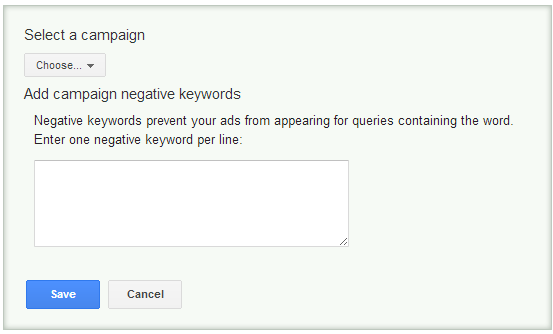 Select a campaign
Choose...
Add campaign negative keywords
Negative keywords prevent your ads from appearing for queries containing the word.
Enter one negative keyword per line:
Save Cancel